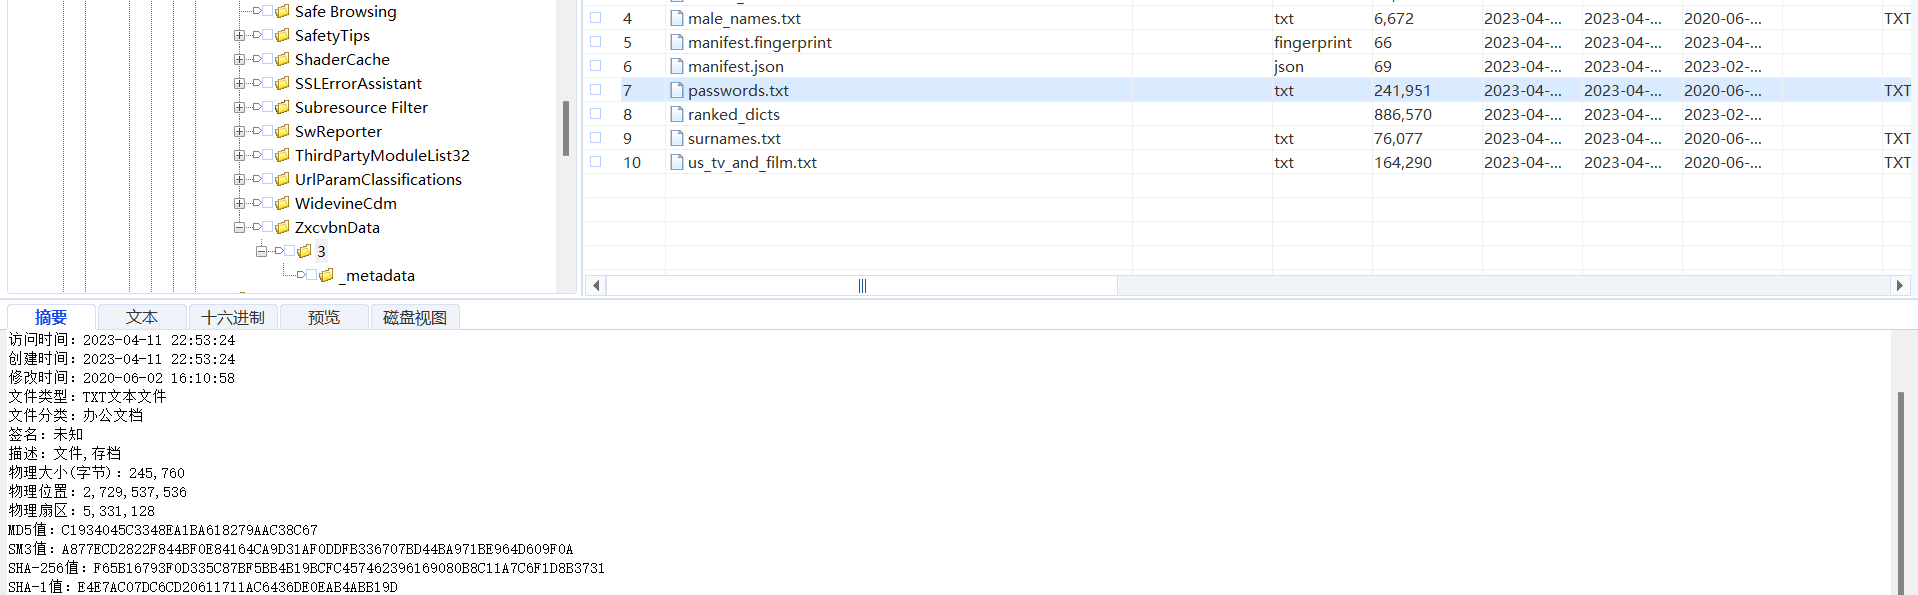 Safe Browsing
SafetyTips
ShaderCache
SSLErrorAssistant
Subresource Filter
SwReporter
ThirdPartyModuleList32
UrlParamClassifications
WidevineCdm
ZxcvbnData
3
_metadata
4 male_names.txt txt 6,672 2023-04-... 2023-04-... 2020-06-... TXT
5 manifest.fingerprint fingerprint 66 2023-04-... 2023-04-... 2023-04-...
6 manifest.json json 69 2023-04-... 2023-04-... 2023-02-...
7 passwords.txt txt 241,951 2023-04-... 2023-04-... 2020-06-... TXT
8 ranked_dicts 886,570 2023-04-... 2023-04-... 2023-02-...
9 surnames.txt txt 76,077 2023-04-... 2023-04-... 2020-06-... TXT
10 us_tv_and_film.txt txt 164,290 2023-04-... 2023-04-... 2020-06-... TXT
摘要 文本 十六进制 预览 磁盘视图
访问时间: 2023-04-11 22:53:24
创建时间: 2023-04-11 22:53:24
修改时间: 2020-06-02 16:10:58
文件类型: TXT文本文件
文件分类: 办公文档
签名: 未知
描述: 文件,存档
物理大小(字节): 245,760
物理位置: 2,729,537,536
物理扇区: 5,331,128
MD5值: C1934045C3348EA1BA618279AAC38C67
SM3值: A877ECD2822F844BF0E84164CA9D31AF0DDFB336707BD44BA971BE964D609F0A
SHA-256值: F65B16793F0D335C87BF5BB4B19BCFC457462396169080B8C11A7C6F1D8B3731
SHA-1值: E4E7AC07DC6CD20611711AC6436DE0EAB4ABB19D